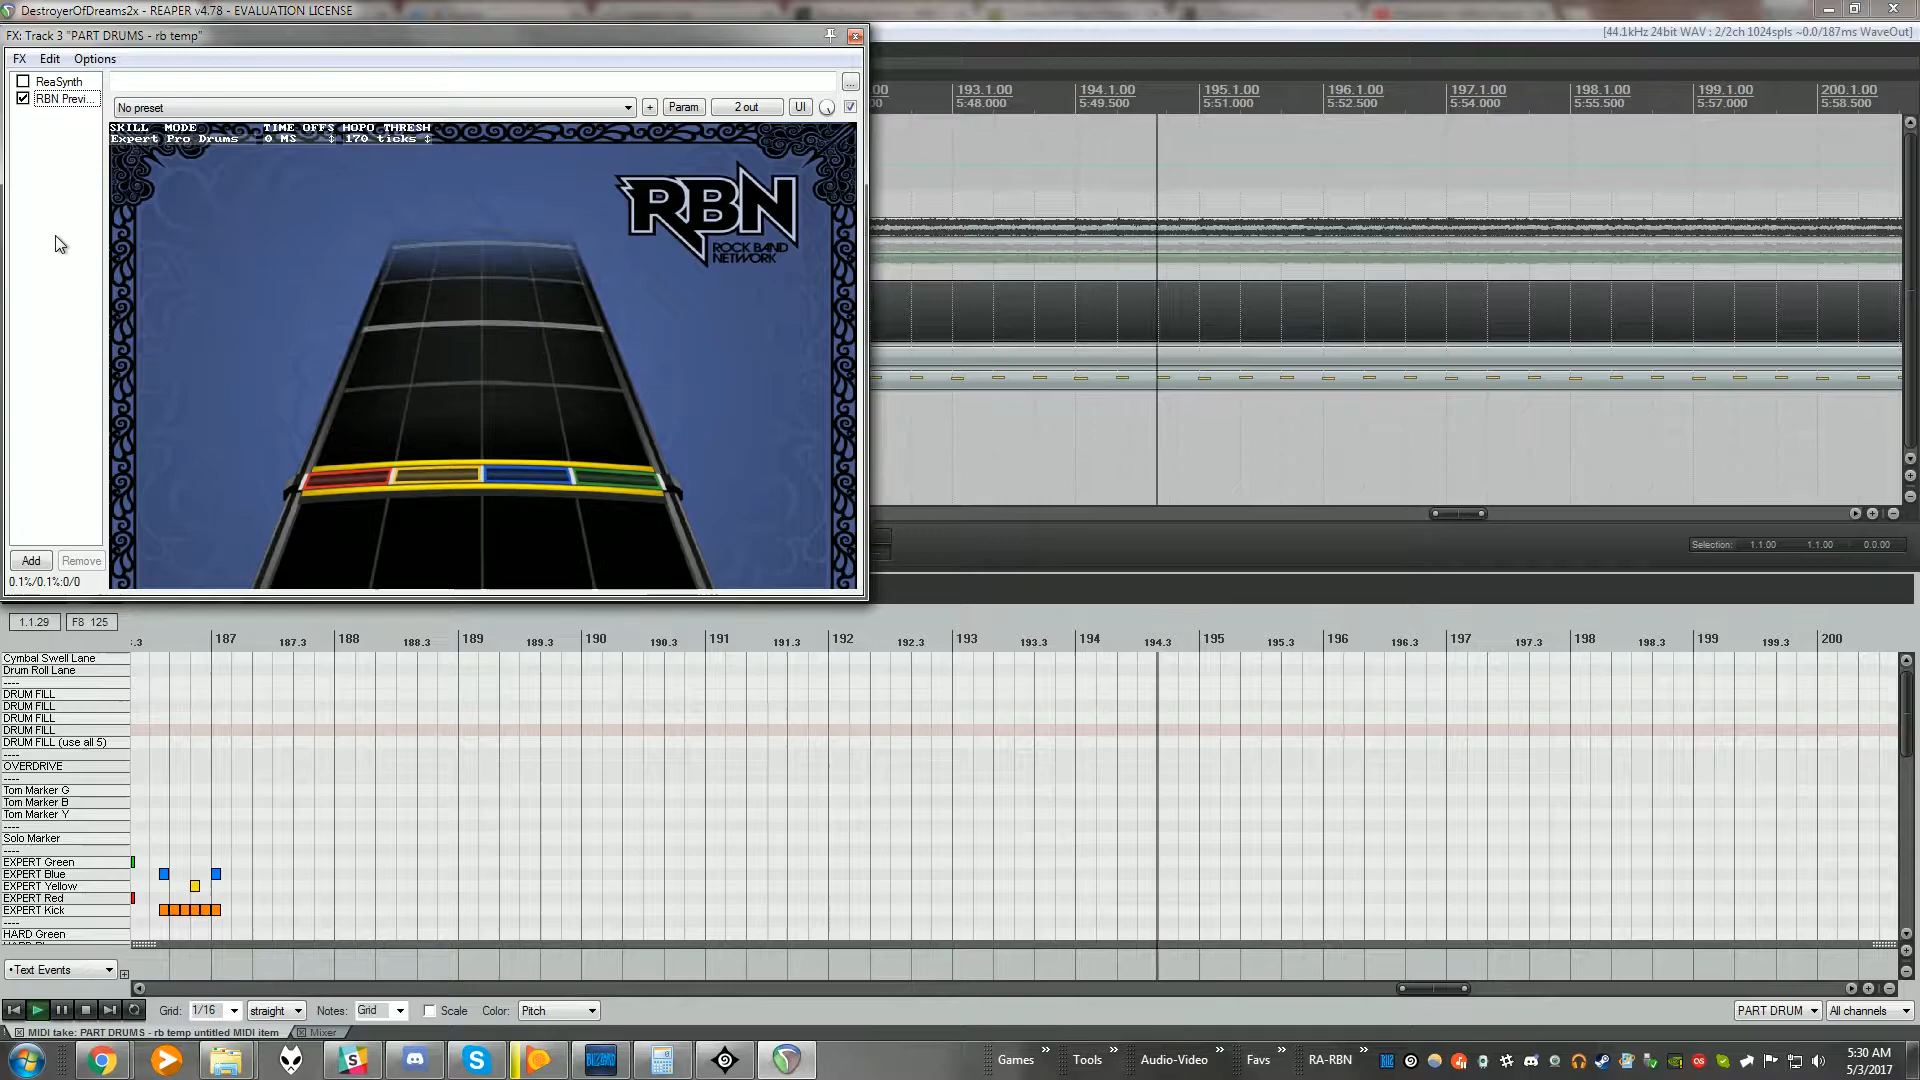 DestroyerOfDreams2x - REAPER v4.78 - EVALUATION LICENSE
[44.1kHz 24bit WAV : 2/2ch 1024spls ~0.0/187ms WaveOut]
FX: Track 3 "PART DRUMS - rb temp"
FX Edit Options
ReaSynth
RBN Previ...
No preset
+ Param 2 out UI
SKILL MODE TIME OFFS HOPO THRESH
Expert Pro Drums 0 MS 170 ticks
RBN
ROCK BAND
NETWORK
Add Remove
0.1%/0.1%:0/0
00 193.1.00 194.1.00 195.1.00 196.1.00 197.1.00 198.1.00 199.1.00 200.1.00
5:48.000 5:49.500 5:51.000 5:52.500 5:54.000 5:55.500 5:57.000 5:58.500
Selection: 1.1.00 1.1.00 0.0.00
1.1.29 F8 125
.3 187 187.3 188 188.3 189 189.3 190 190.3 191 191.3 192 192.3 193 193.3 194 194.3 195 195.3 196 196.3 197 197.3 198 198.3 199 199.3 200
Cymbal Swell Lane
Drum Roll Lane
----
DRUM FILL
DRUM FILL
DRUM FILL
DRUM FILL
DRUM FILL (use all 5)
----
OVERDRIVE
----
Tom Marker G
Tom Marker B
Tom Marker Y
----
Solo Marker
----
EXPERT Green
EXPERT Blue
EXPERT Yellow
EXPERT Red
EXPERT Kick
----
HARD Green
•Text Events
Grid: 1/16 straight Notes: Grid Scale Color: Pitch PART DRUM All channels
MIDI take: PART DRUMS - rb temp untitled MIDI item Mixer
Games Tools Audio-Video Favs RA-RBN
5:30 AM
5/3/2017